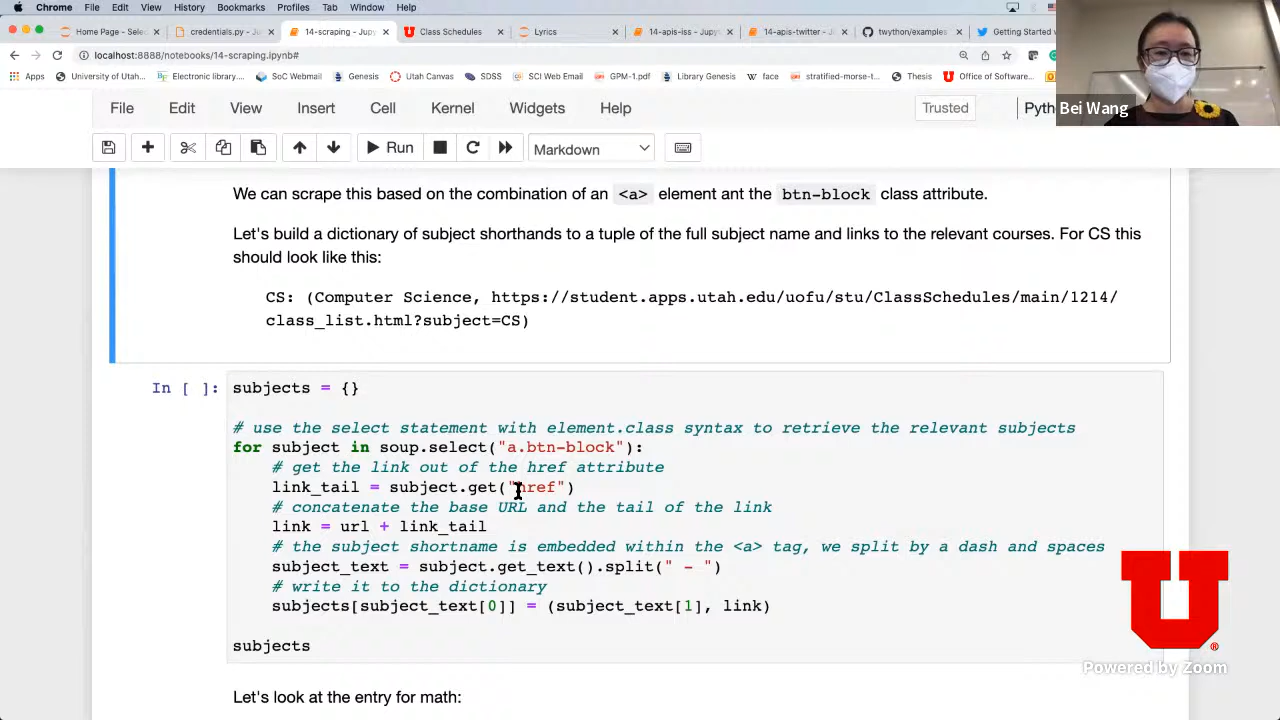 Chrome File Edit View History Bookmarks Profiles Tab Window Help
Home Page - Selec credentials.py - Ju 14-scraping - Jupy Class Schedules Lyrics 14-apis-iss - Jupy 14-apis-twitter - J twython/examples Getting Started w
localhost:8888/notebooks/14-scraping.ipynb#
Apps University of Utah... Electronic library... SoC Webmail Genesis Utah Canvas SDSS SCI Web Email GPM-1.pdf Library Genesis face stratified-morse-t... Thesis Office of Software...
File Edit View Insert Cell Kernel Widgets Help Trusted Pyth
Bei Wang
Run Markdown
We can scrape this based on the combination of an <a> element ant the btn-block class attribute.
Let's build a dictionary of subject shorthands to a tuple of the full subject name and links to the relevant courses. For CS this
should look like this:
CS: (Computer Science, https://student.apps.utah.edu/uofu/stu/ClassSchedules/main/1214/
class_list.html?subject=CS)
In [ ]: subjects = {}
# use the select statement with element.class syntax to retrieve the relevant subjects
for subject in soup.select("a.btn-block"):
# get the link out of the href attribute
link_tail = subject.get("href")
# concatenate the base URL and the tail of the link
link = url + link_tail
# the subject shortname is embedded within the <a> tag, we split by a dash and spaces
subject_text = subject.get_text().split(" - ")
# write it to the dictionary
subjects[subject_text[0]] = (subject_text[1], link)
subjects
U
®
Powered by Zoom
Let's look at the entry for math: